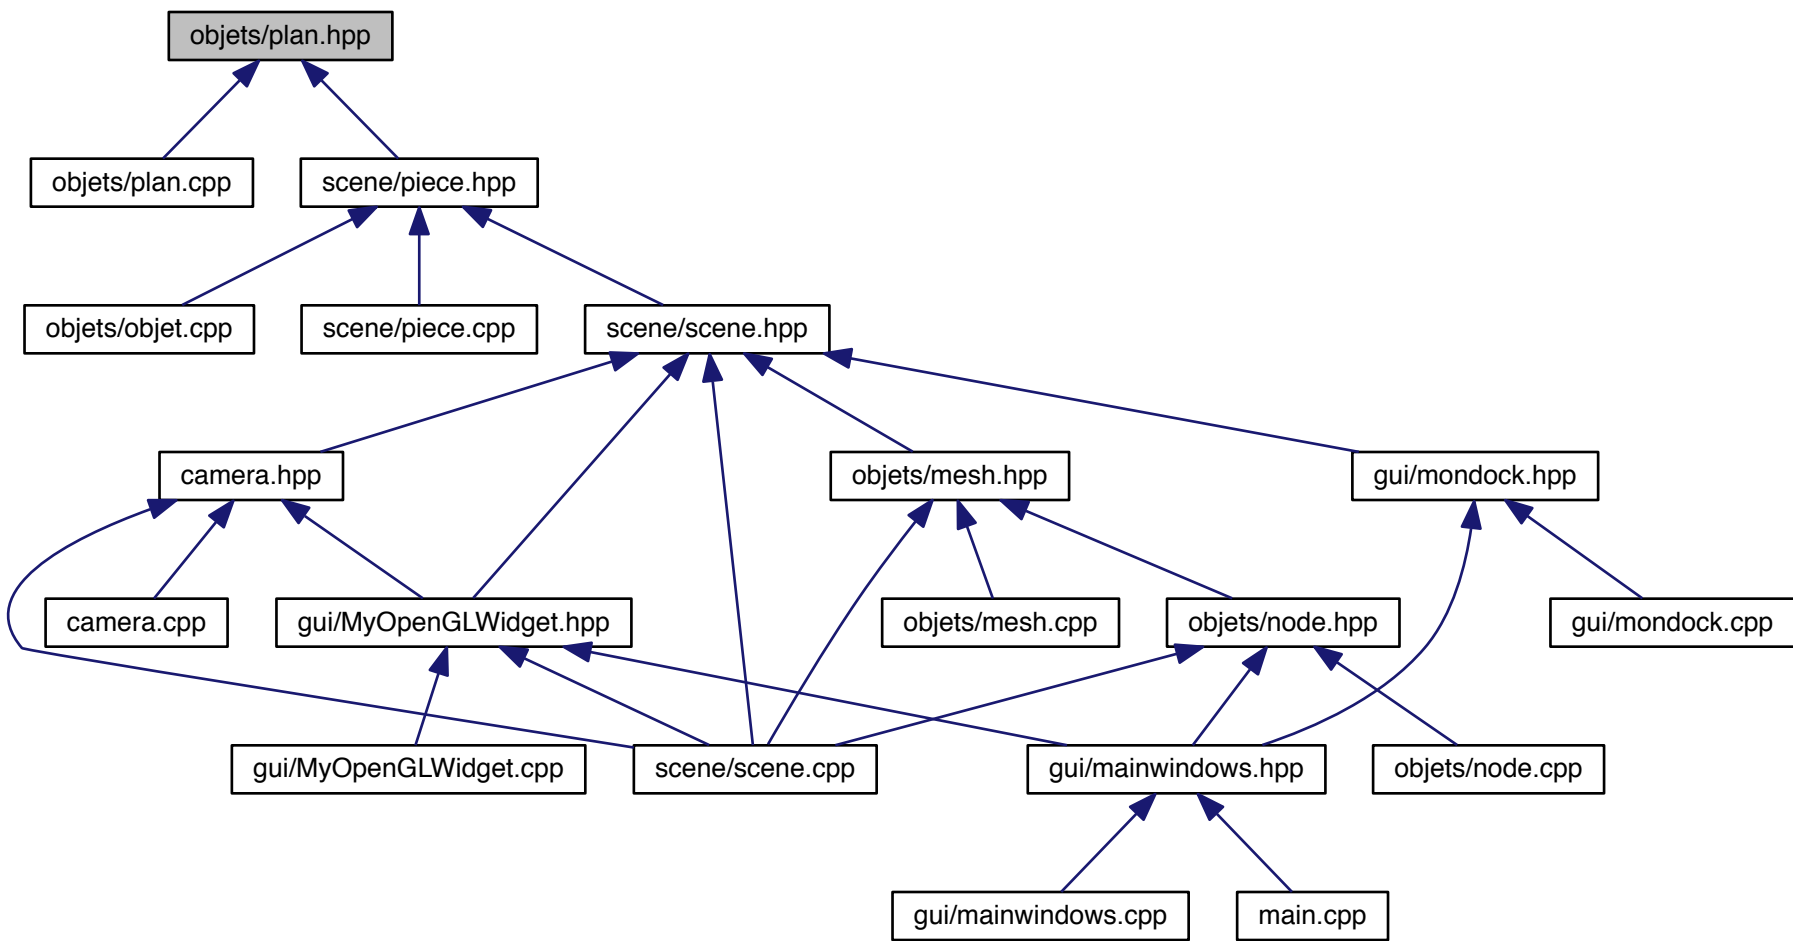 objets/plan.hpp
objets/plan.cpp
scene/piece.hpp
objets/objet.cpp
scene/piece.cpp
scene/scene.hpp
camera.hpp
objets/mesh.hpp
gui/mondock.hpp
camera.cpp
gui/MyOpenGLWidget.hpp
objets/mesh.cpp
objets/node.hpp
gui/mondock.cpp
gui/MyOpenGLWidget.cpp
scene/scene.cpp
gui/mainwindows.hpp
objets/node.cpp
gui/mainwindows.cpp
main.cpp